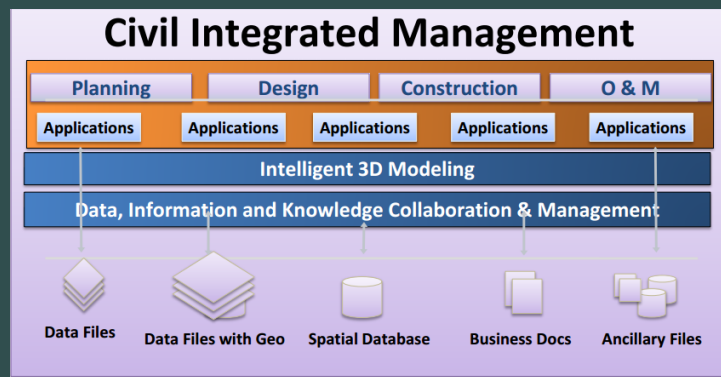 Civil Integrated Management
Planning Design Construction O & M
Applications Applications Applications Applications Applications
Intelligent 3D Modeling
Data, Information and Knowledge Collaboration & Management
Data Files Data Files with Geo Spatial Database Business Docs Ancillary Files